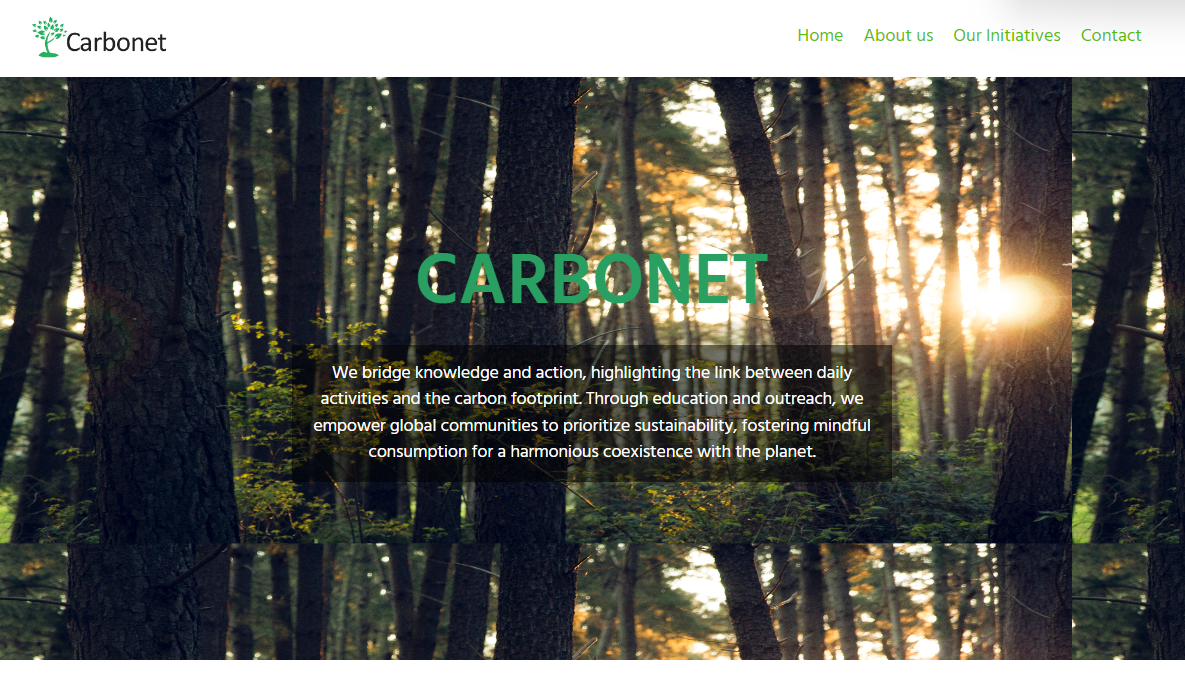 Carbonet
Home About us Our Initiatives Contact
CARBONET
We bridge knowledge and action, highlighting the link between daily
activities and the carbon footprint. Through education and outreach, we
empower global communities to prioritize sustainability, fostering mindful
consumption for a harmonious coexistence with the planet.